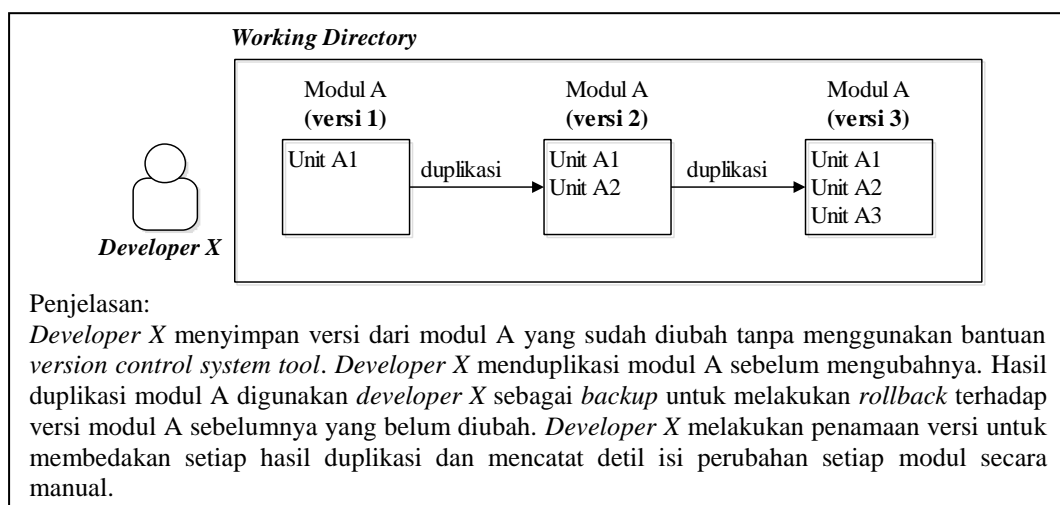 Working Directory
Modul A
(versi 1)
Modul A
(versi 2)
Modul A
(versi 3)
Unit A1
duplikasi
Unit A1
Unit A2
duplikasi
Unit A1
Unit A2
Unit A3
Developer X
Penjelasan:
Developer X menyimpan versi dari modul A yang sudah diubah tanpa menggunakan bantuan
version control system tool. Developer X menduplikasi modul A sebelum mengubahnya. Hasil
duplikasi modul A digunakan developer X sebagai backup untuk melakukan rollback terhadap
versi modul A sebelumnya yang belum diubah. Developer X melakukan penamaan versi untuk
membedakan setiap hasil duplikasi dan mencatat detil isi perubahan setiap modul secara
manual.